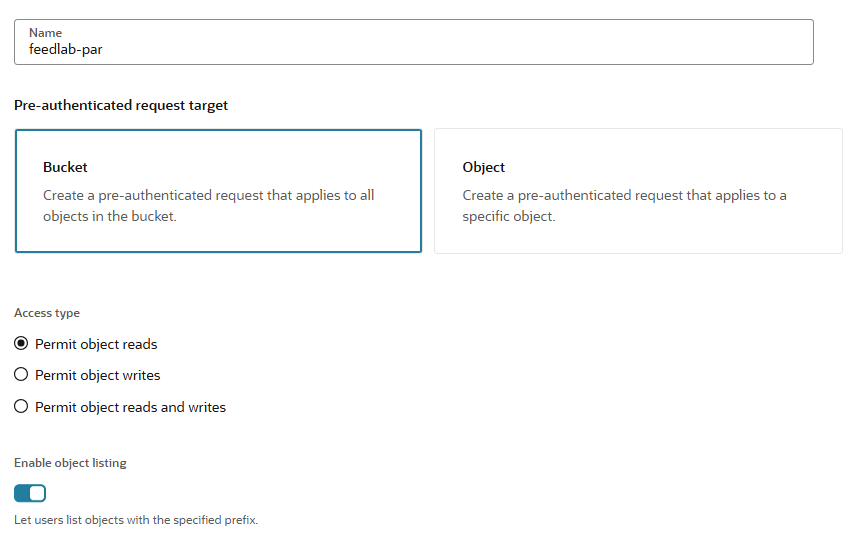 Name
feedlab-par
Pre-authenticated request target
Bucket
Create a pre-authenticated request that applies to all
objects in the bucket.
Object
Create a pre-authenticated request that applies to a
specific object.
Access type
Permit object reads
Permit object writes
Permit object reads and writes
Enable object listing
Let users list objects with the specified prefix.